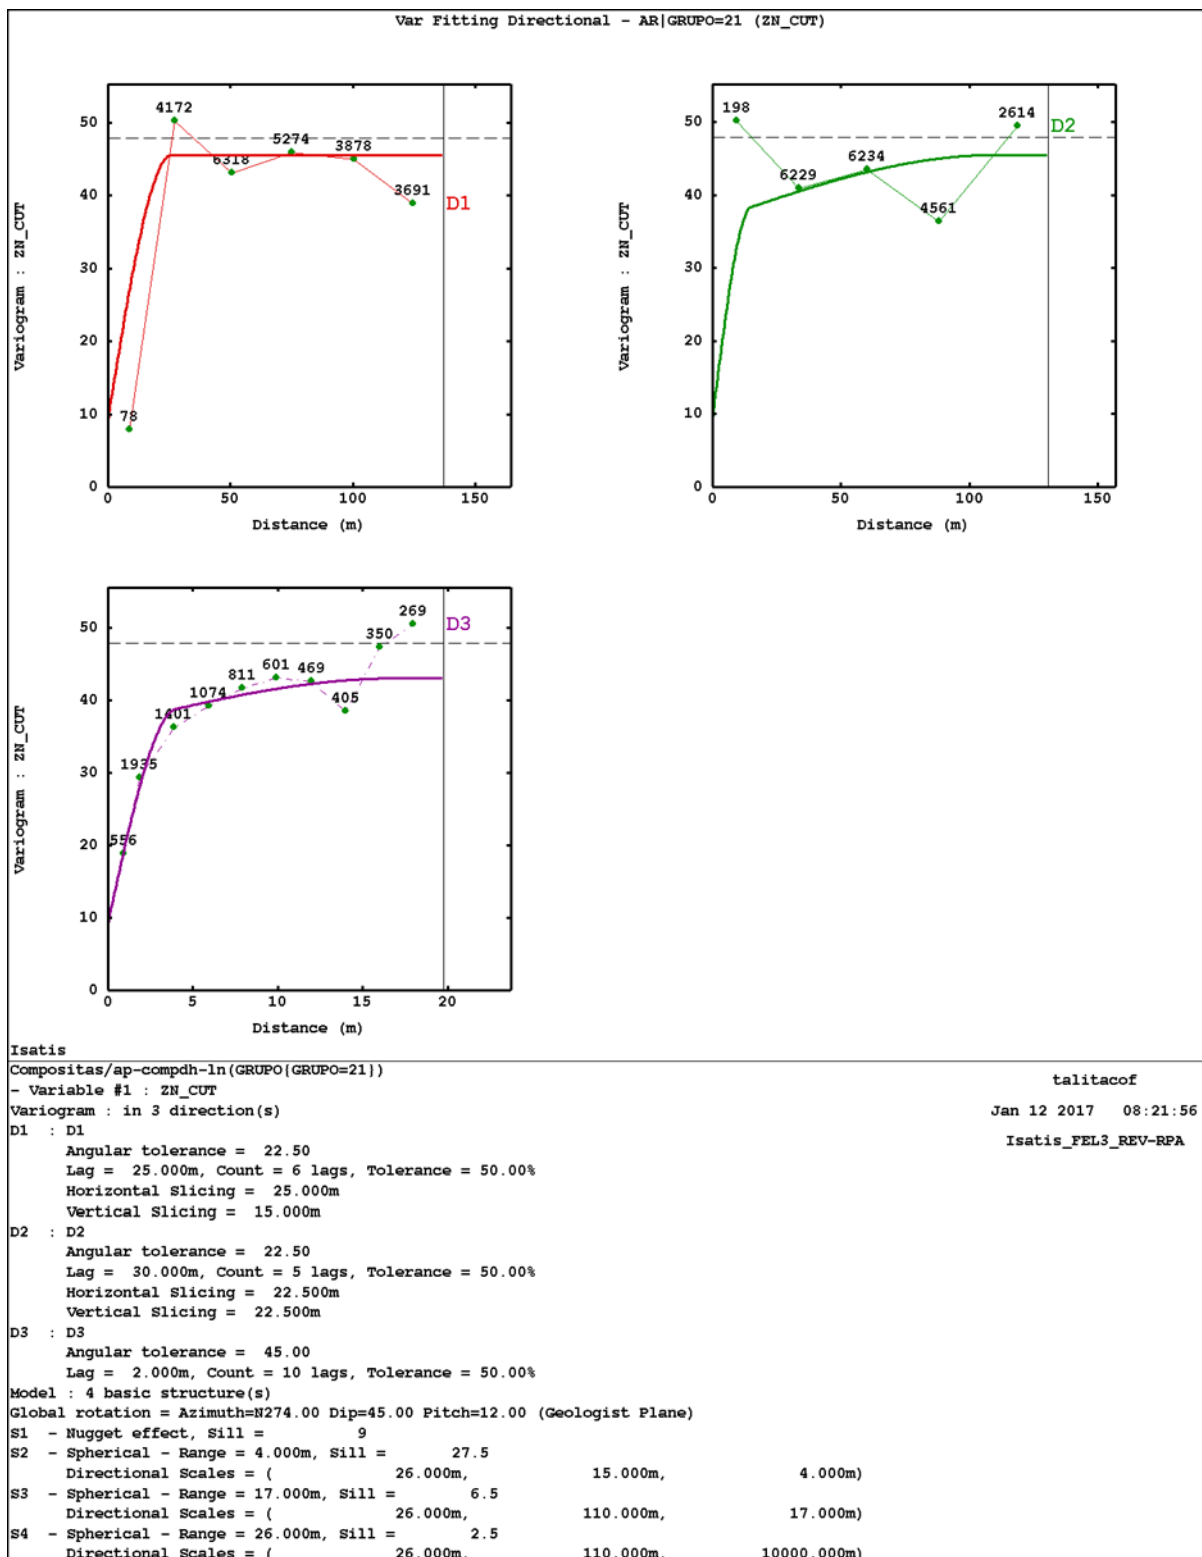 Var Fitting Directional - AR|GRUPO=21 (ZN_CUT)
Variogram : ZN_CUT
50
40
30
20
10
0
4172
6318
5274
3878
3691
78
D1
0 50 100 150
Distance (m)
Variogram : ZN_CUT
50
40
30
20
10
0
198
6229
6234
4561
2614
D2
0 50 100 150
Distance (m)
Variogram : ZN_CUT
50
40
30
20
10
0
556
1935
1401
1074
811
601
469
405
350
269
D3
0 5 10 15 20
Distance (m)
Isatis
Compositas/ap-compdh-ln(GRUPO{GRUPO=21})
- Variable #1 : ZN_CUT
Variogram : in 3 direction(s)
D1 : D1
Angular tolerance = 22.50
Lag = 25.000m, Count = 6 lags, Tolerance = 50.00%
Horizontal Slicing = 25.000m
Vertical Slicing = 15.000m
D2 : D2
Angular tolerance = 22.50
Lag = 30.000m, Count = 5 lags, Tolerance = 50.00%
Horizontal Slicing = 22.500m
Vertical Slicing = 22.500m
D3 : D3
Angular tolerance = 45.00
Lag = 2.000m, Count = 10 lags, Tolerance = 50.00%
Model : 4 basic structure(s)
Global rotation = Azimuth=N274.00 Dip=45.00 Pitch=12.00 (Geologist Plane)
S1 - Nugget effect, Sill = 9
S2 - Spherical - Range = 4.000m, Sill = 27.5
Directional Scales = ( 26.000m, 15.000m, 4.000m)
S3 - Spherical - Range = 17.000m, Sill = 6.5
Directional Scales = ( 26.000m, 110.000m, 17.000m)
S4 - Spherical - Range = 26.000m, Sill = 2.5
Directional Scales = ( 26.000m, 110.000m, 10000.000m)
talitacof
Jan 12 2017 08:21:56
Isatis_FEL3_REV-RPA